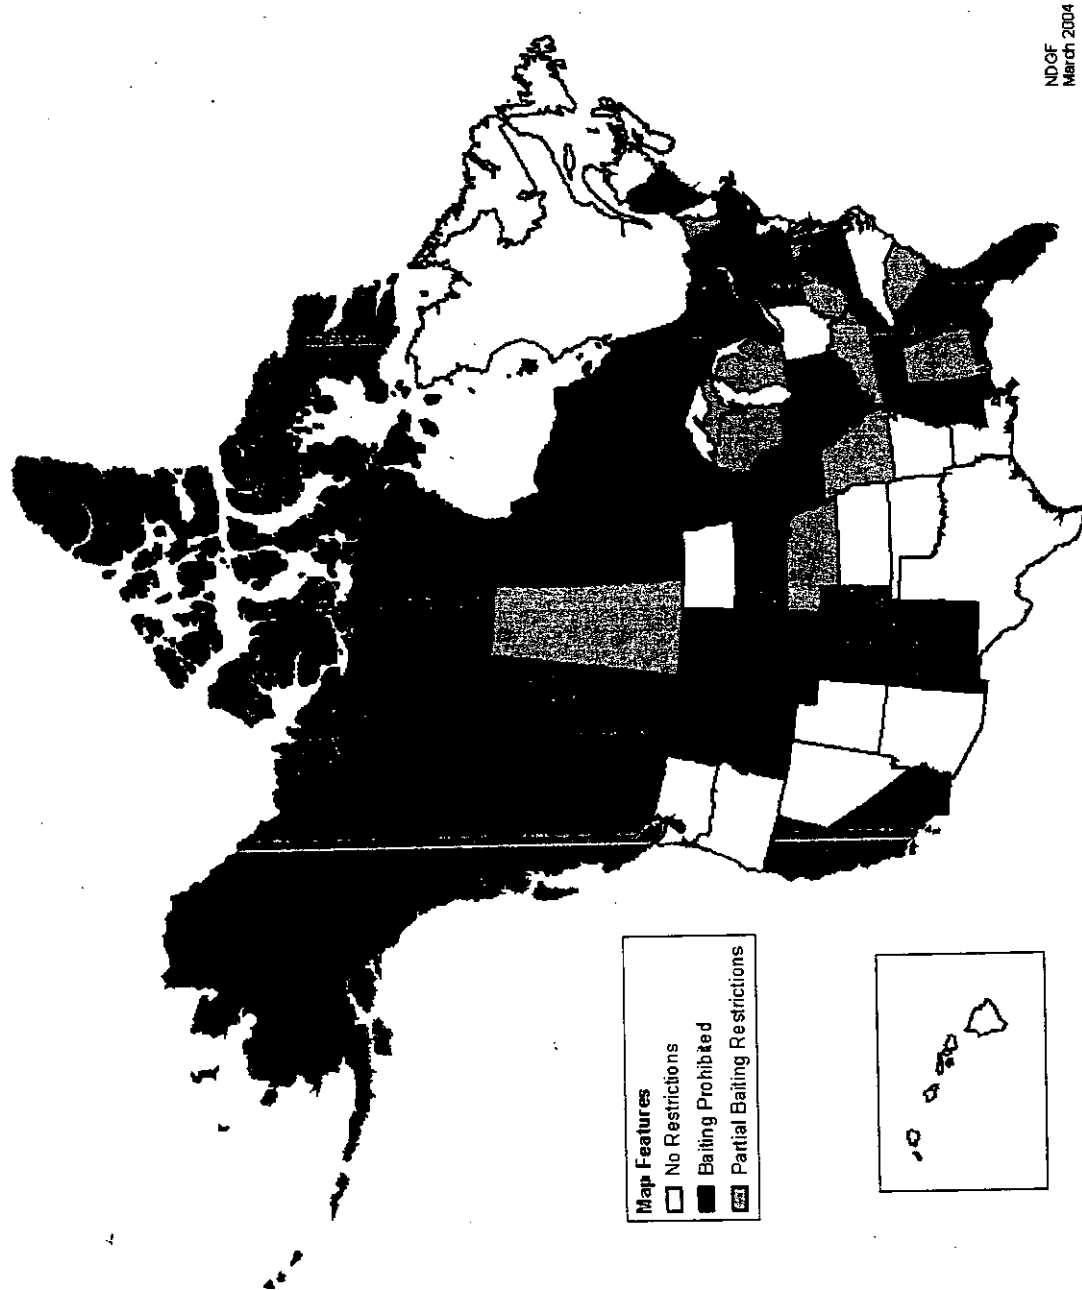 NDGF
March 2004
Map Features
No Restrictions
Baiting Prohibited
Partial Baiting Restrictions